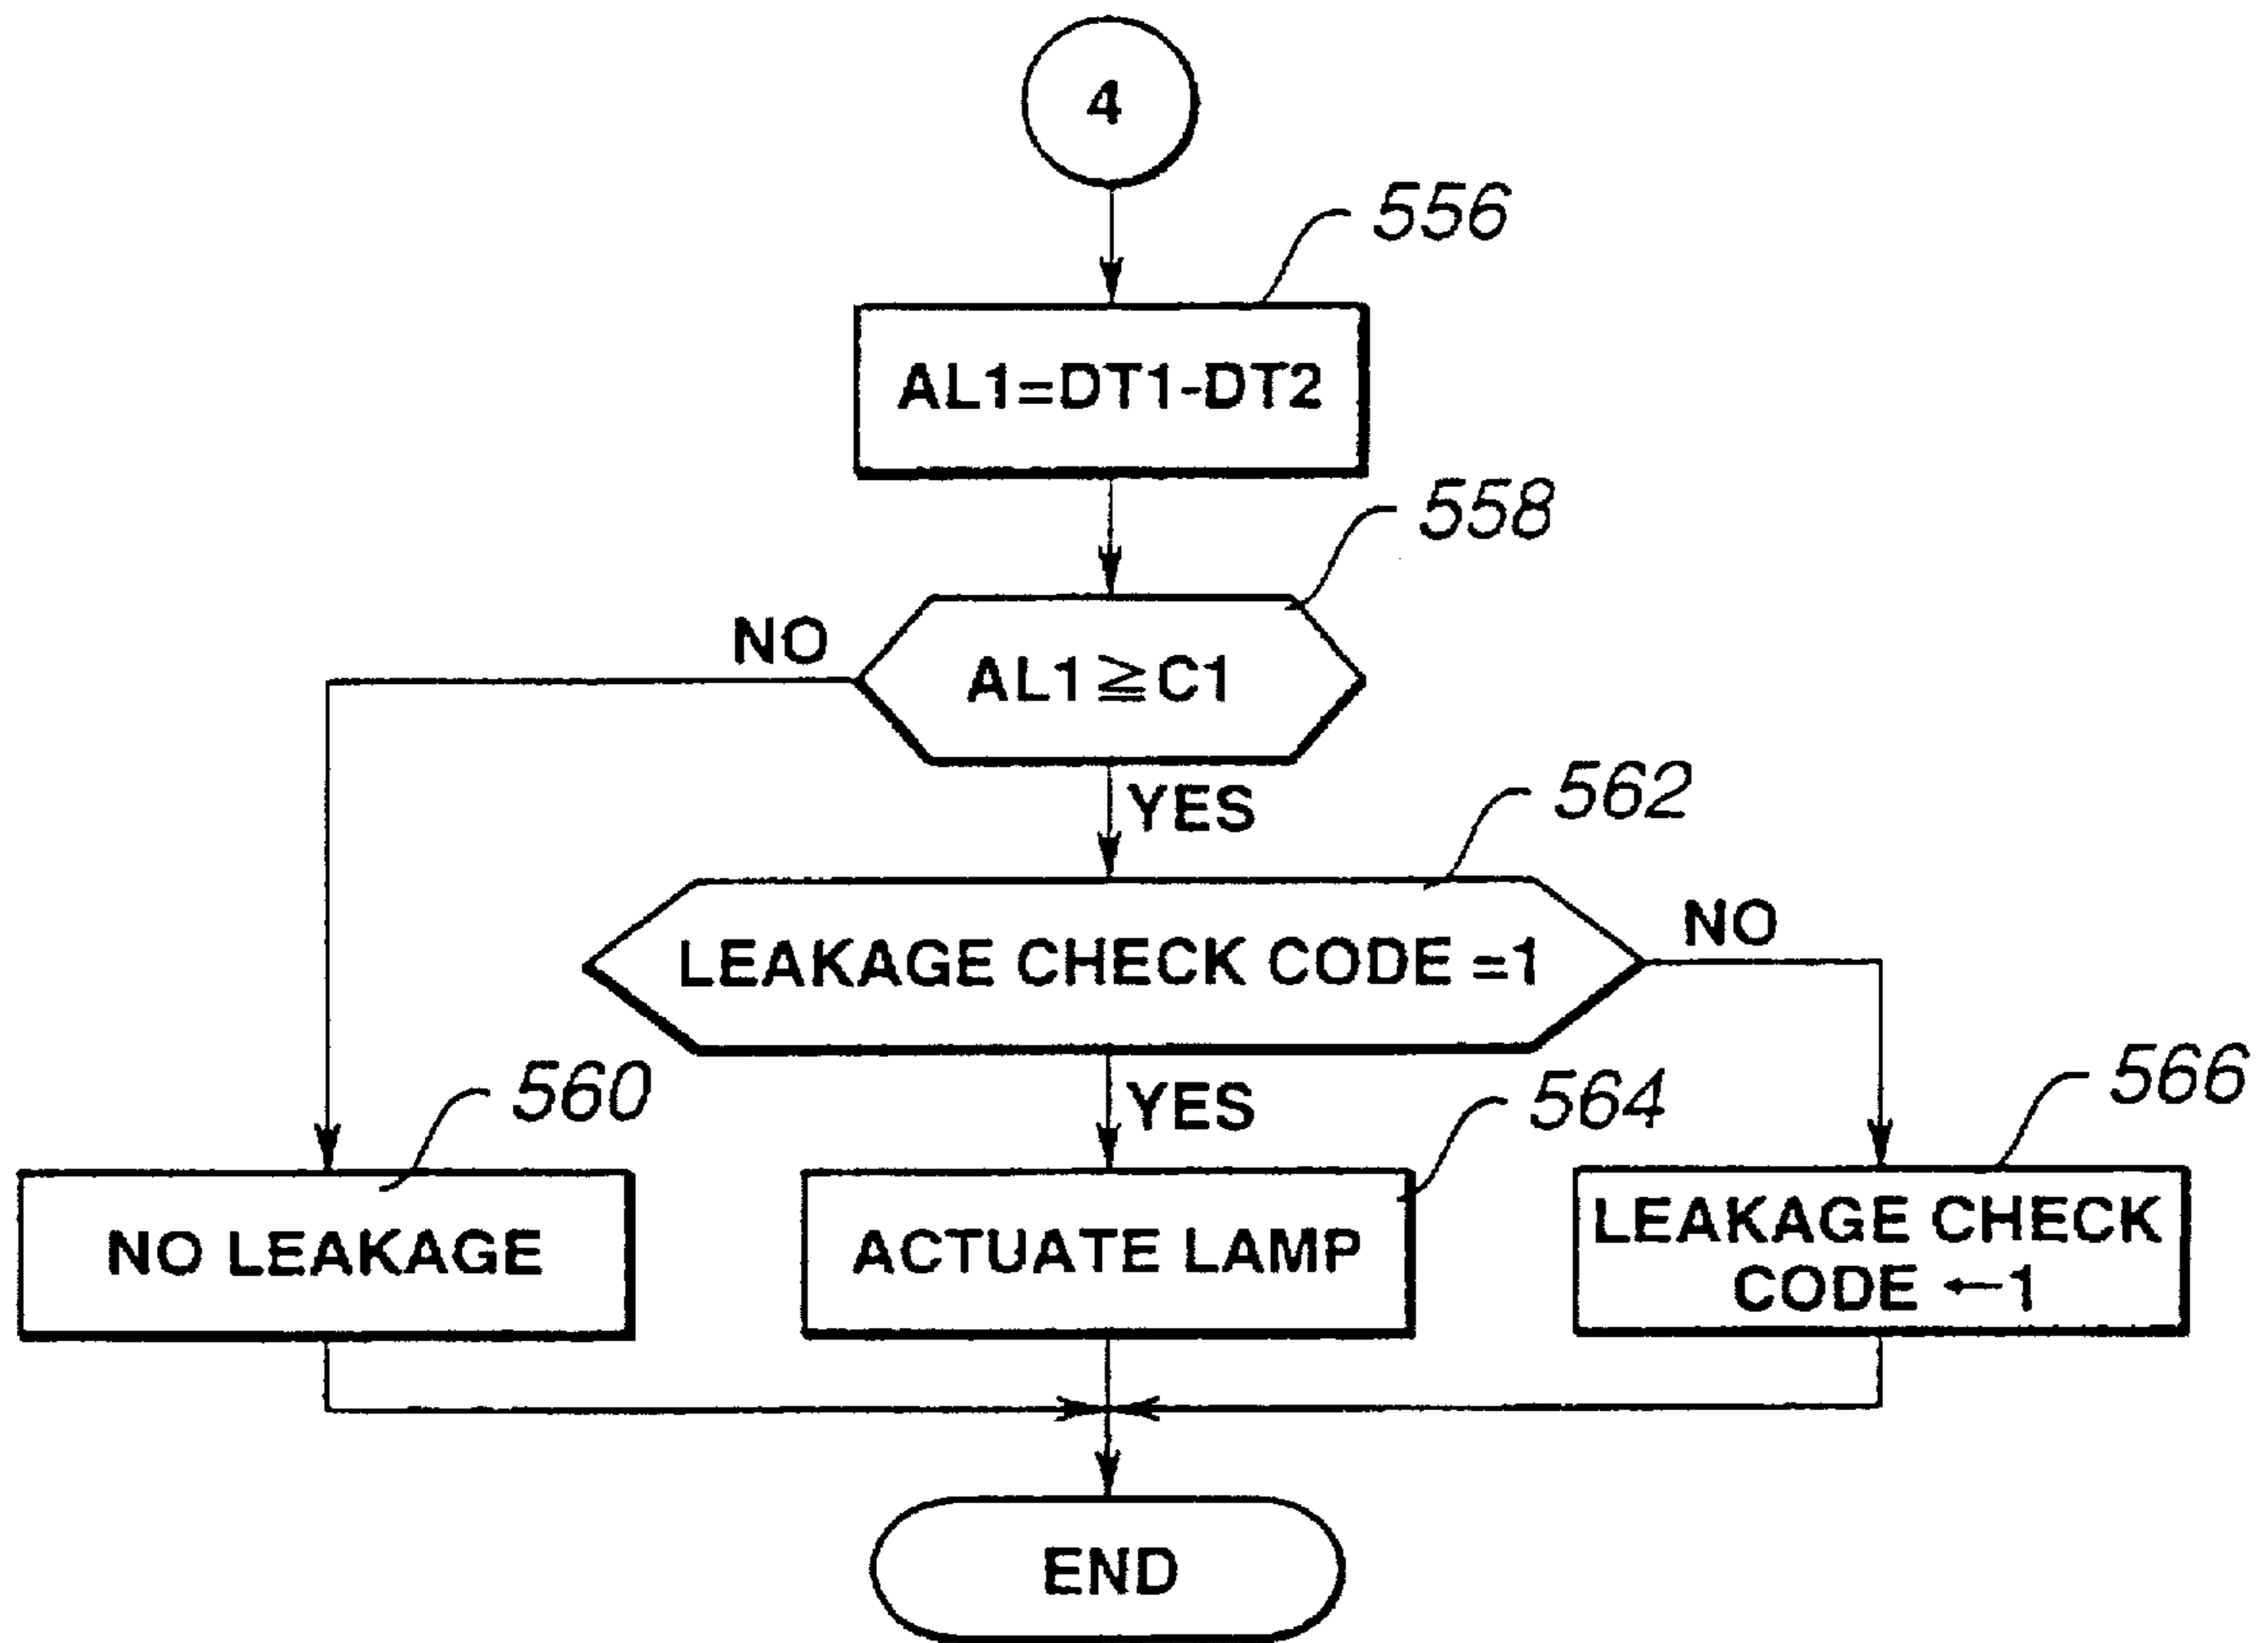 4
556
AL1=DT1-DT2
558
NO
AL1≧C1
YES
562
LEAKAGE CHECK CODE =1
NO
560
YES
564
566
NO LEAKAGE
ACTUATE LAMP
LEAKAGE CHECK
CODE ←1
END